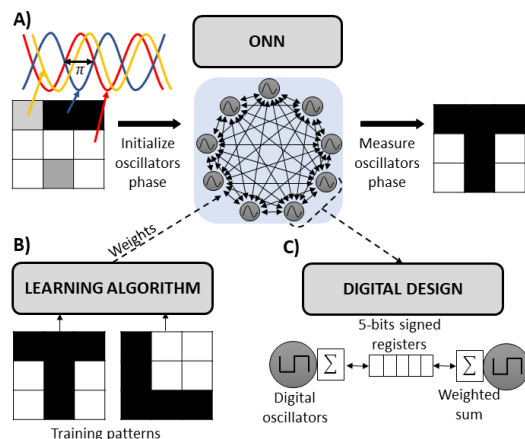 A)
ONN
π
Initialize
oscillators
phase
Measure
oscillators
phase
Weights
B)
LEARNING ALGORITHM
Training patterns
C)
DIGITAL DESIGN
5-bits signed
registers
Σ
Σ
Digital
oscillators
Weighted
sum